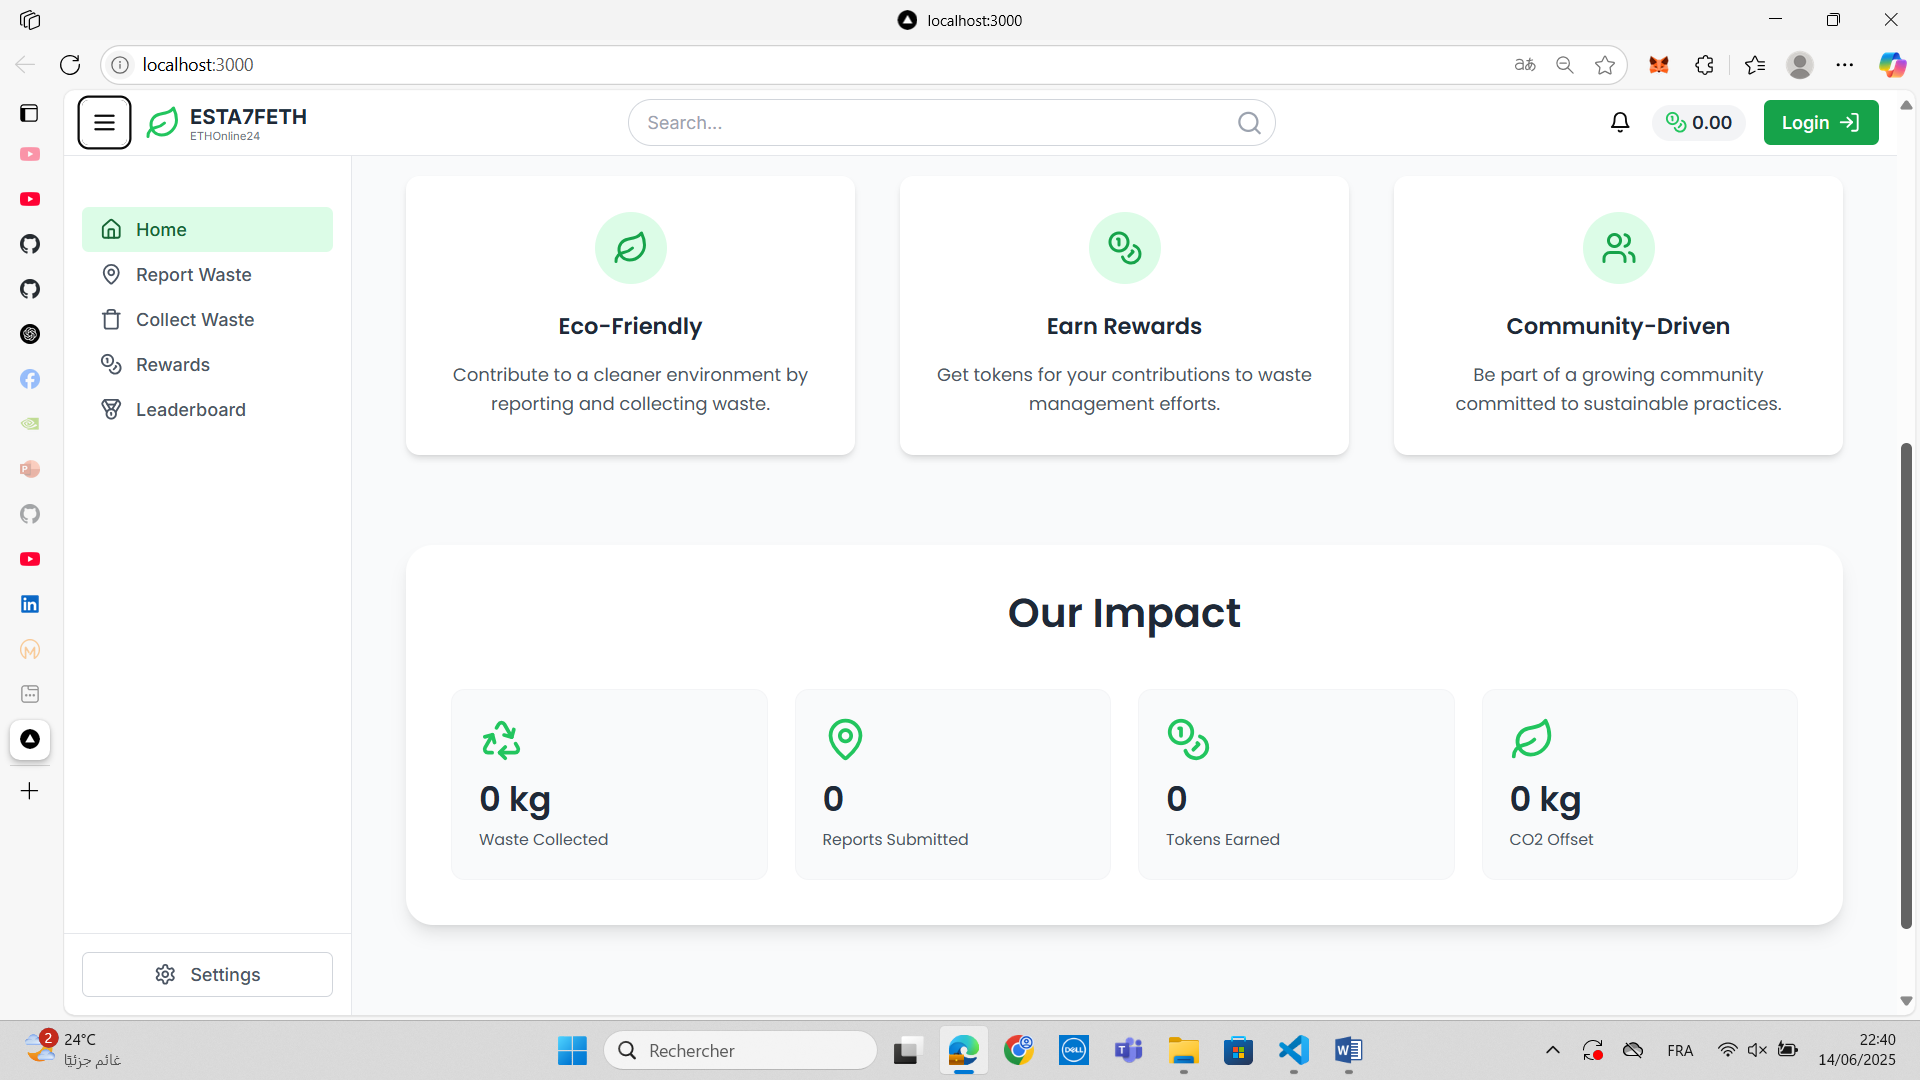 localhost:3000
localhost:3000
ESTA7FETH
ETHOnline24
Search...
0.00
Login
Home
Report Waste
Collect Waste
Rewards
Leaderboard
Settings
Eco-Friendly
Contribute to a cleaner environment by
reporting and collecting waste.
Earn Rewards
Get tokens for your contributions to waste
management efforts.
Community-Driven
Be part of a growing community
committed to sustainable practices.
Our Impact
0 kg
Waste Collected
0
Reports Submitted
0
Tokens Earned
0 kg
CO2 Offset
2
24°C
غائم جزئيًا
Rechercher
DELL
FRA
22:40
14/06/2025